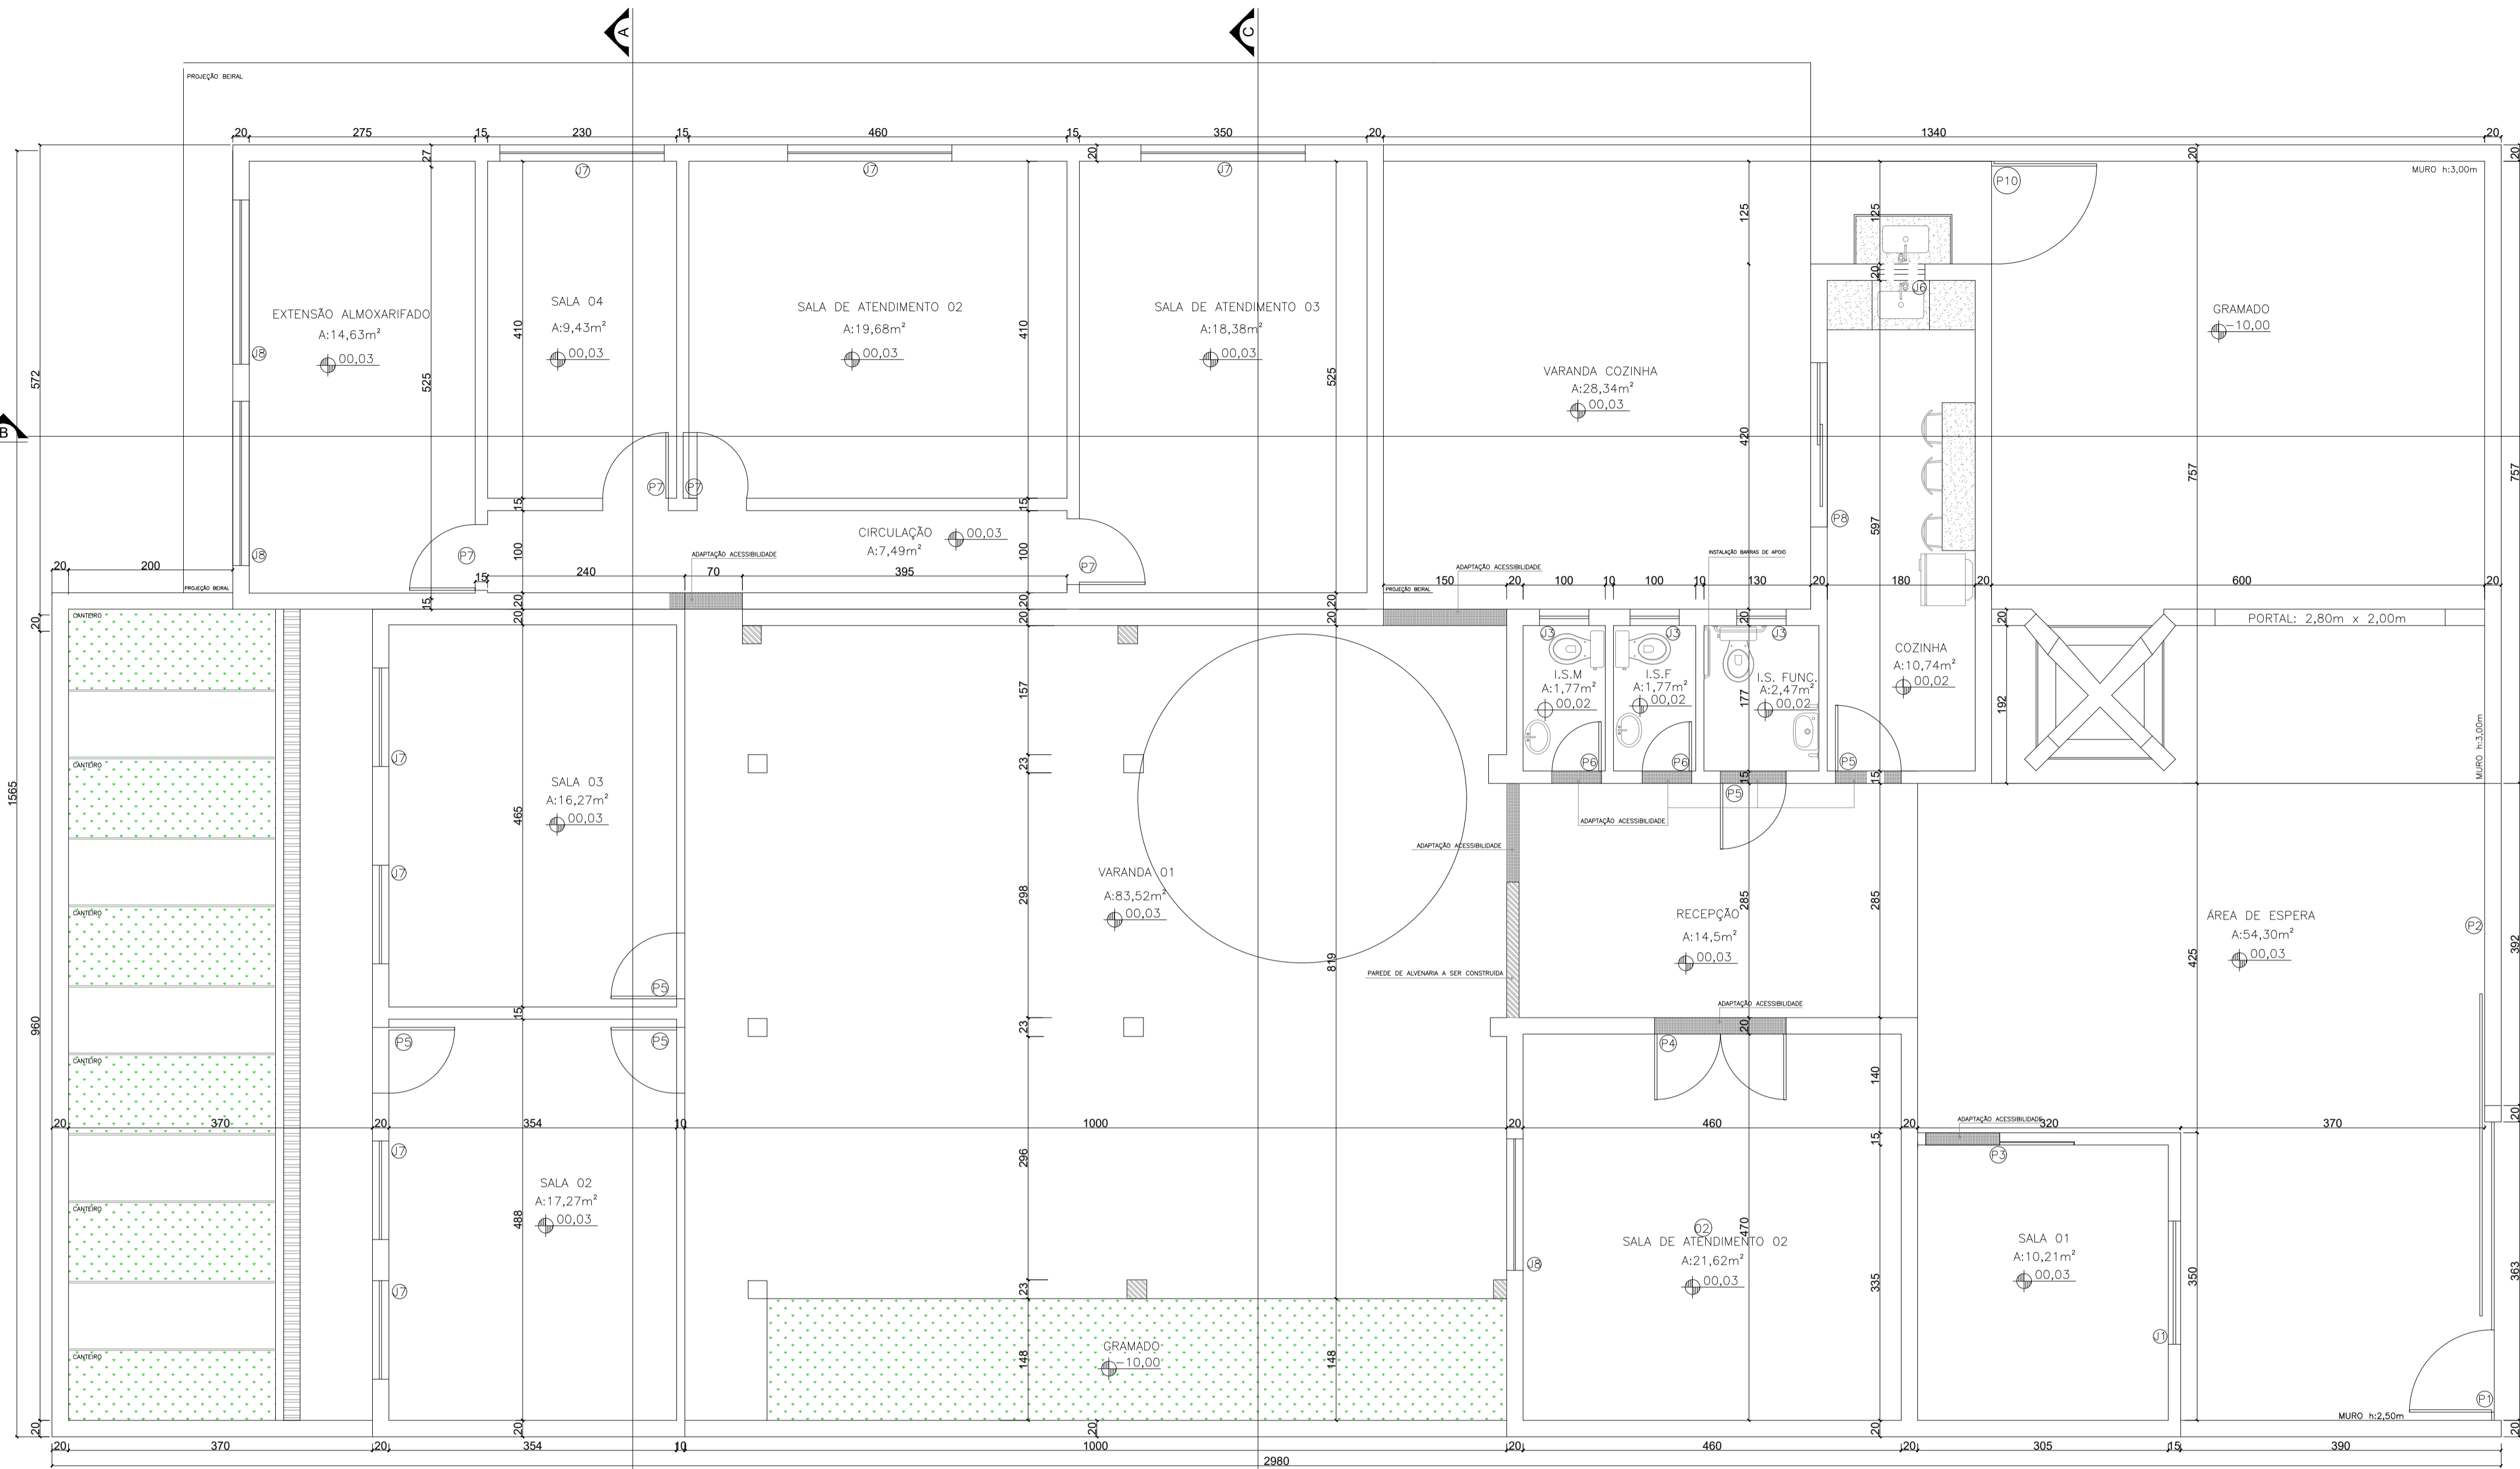 A
C
PROJEÇÃO BEIRAL
20 275 15 230 15 460 15 350 20 1340 20
27
20
20
20
J7
J7
J7
P10
MURO h:3,00m
125
125
20
J6
EXTENSÃO ALMOXARIFADO
A:14,63m²
00,03
SALA 04
A:9,43m²
00,03
SALA DE ATENDIMENTO 02
A:19,68m²
00,03
SALA DE ATENDIMENTO 03
A:18,38m²
00,03
GRAMADO
-10,00
410
410
525
525
572
J8
VARANDA COZINHA
A:28,34m²
00,03
B
420
757
757
P7
P7
15
15
P8
597
CIRCULAÇÃO
A:7,49m²
00,03
100
100
J8
P7
P7
ADAPTAÇÃO ACESSIBILIDADE
INSTALAÇÃO BARRAS DE APOIO
ADAPTAÇÃO ACESSIBILIDADE
20 200
15 240 70 395
150 20 100 10 100 10 130 20 180 20 600 20
PROJEÇÃO BEIRAL
PROJEÇÃO BEIRAL
15
20 20
20 20
20 20
20
20
20
CANTEIRO
J3
J3
J3
PORTAL: 2,80m x 2,00m
I.S.M
A:1,77m²
00,02
I.S.F
A:1,77m²
00,02
I.S. FUNC.
A:2,47m²
00,02
COZINHA
A:10,74m²
00,02
157
177
192
MURO h:3,00m
CANTEIRO
J7
23
P6
P6
P5
15
15
P5
SALA 03
A:16,27m²
00,03
465
1565
ADAPTAÇÃO ACESSIBILIDADE
ADAPTAÇÃO ACESSIBILIDADE
J7
VARANDA 01
A:83,52m²
00,03
298
285
285
CANTEIRO
RECEPÇÃO
A:14,5m²
00,03
ÁREA DE ESPERA
A:54,30m²
00,03
P2
392
425
819
PAREDE DE ALVENARIA A SER CONSTRUIDA
P5
15
ADAPTAÇÃO ACESSIBILIDADE
960
23
20
P5
P5
P4
CANTEIRO
140
20 370 20 354 10 1000 20 460 20 320 370
20
ADAPTAÇÃO ACESSIBILIDADE
J7
15
P3
296
SALA 02
A:17,27m²
00,03
488
CANTEIRO
02
SALA DE ATENDIMENTO 02
A:21,62m²
00,03
470
SALA 01
A:10,21m²
00,03
363
350
335
J8
J7
23
J1
GRAMADO
-10,00
148
148
CANTEIRO
P1
MURO h:2,50m
20
20
20
20
20
20 370 20 354 10 1000 20 460 20 305 15 390
2980